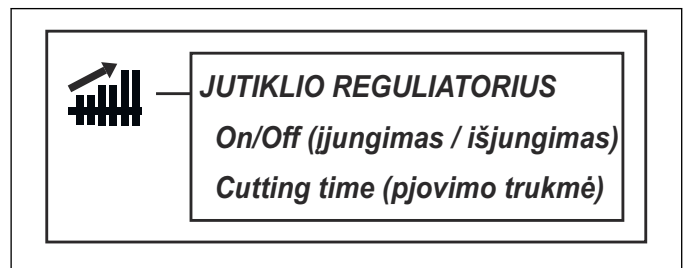 JUTIKLIO REGULIATORIUS
On/Off (įjungimas / išjungimas)
Cutting time (pjovimo trukmė)